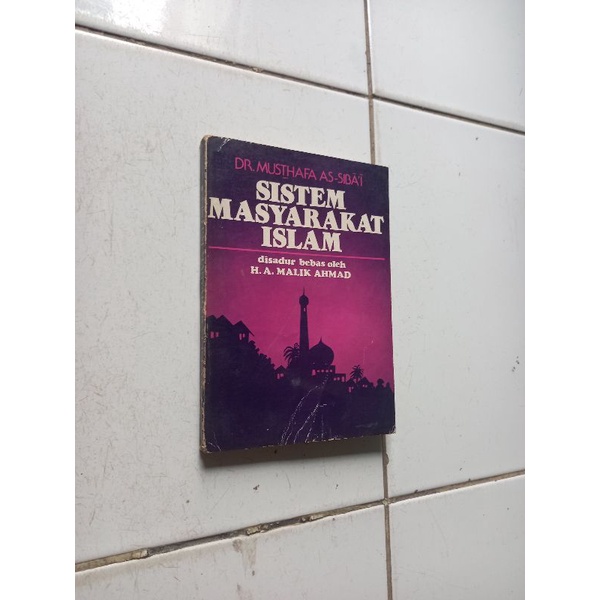 DR. MUSTHAFA AS-SIBA'I
SISTEM
MASYARAKAT
ISLAM
disadur bebas oleh
H. A. MALIK AHMAD